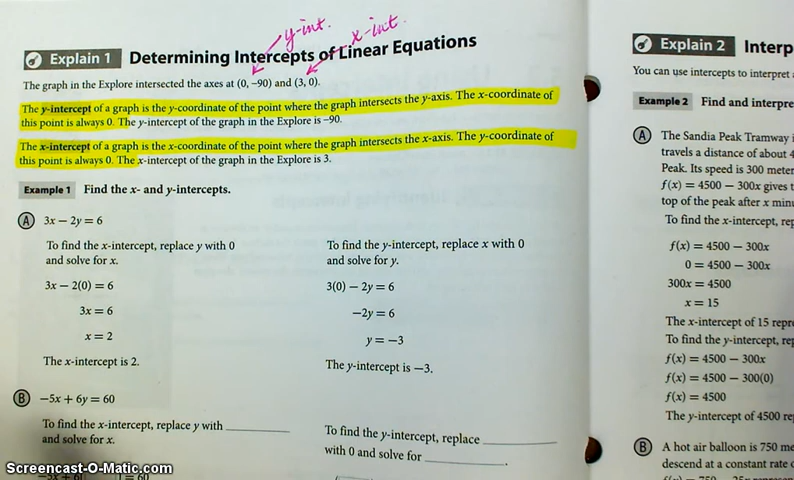 y-int.
x-int.
Explain 1 Determining Intercepts of Linear Equations
The graph in the Explore intersected the axes at (0, −90) and (3, 0).
The y-intercept of a graph is the y-coordinate of the point where the graph intersects the y-axis. The x-coordinate of
this point is always 0. The y-intercept of the graph in the Explore is −90.
The x-intercept of a graph is the x-coordinate of the point where the graph intersects the x-axis. The y-coordinate of
this point is always 0. The x-intercept of the graph in the Explore is 3.
Example 1 Find the x- and y-intercepts.
A 3x − 2y = 6
To find the x-intercept, replace y with 0
and solve for x.
3x − 2(0) = 6
3x = 6
x = 2
The x-intercept is 2.
To find the y-intercept, replace x with 0
and solve for y.
3(0) − 2y = 6
−2y = 6
y = −3
The y-intercept is −3.
B −5x + 6y = 60
To find the x-intercept, replace y with ____________
and solve for x.
To find the y-intercept, replace ____________
with 0 and solve for ____________.
Explain 2 Interp
You can use intercepts to interpret
Example 2 Find and interpre
A The Sandia Peak Tramway i
travels a distance of about 4
Peak. Its speed is 300 meter
f(x) = 4500 − 300x gives t
top of the peak after x minu
To find the x-intercept, rep
f(x) = 4500 − 300x
0 = 4500 − 300x
300x = 4500
x = 15
The x-intercept of 15 repre
To find the y-intercept, rep
f(x) = 4500 − 300x
f(x) = 4500 − 300(0)
f(x) = 4500
The y-intercept of 4500 re
B A hot air balloon is 750 me
descend at a constant rate o
Screencast-O-Matic.com